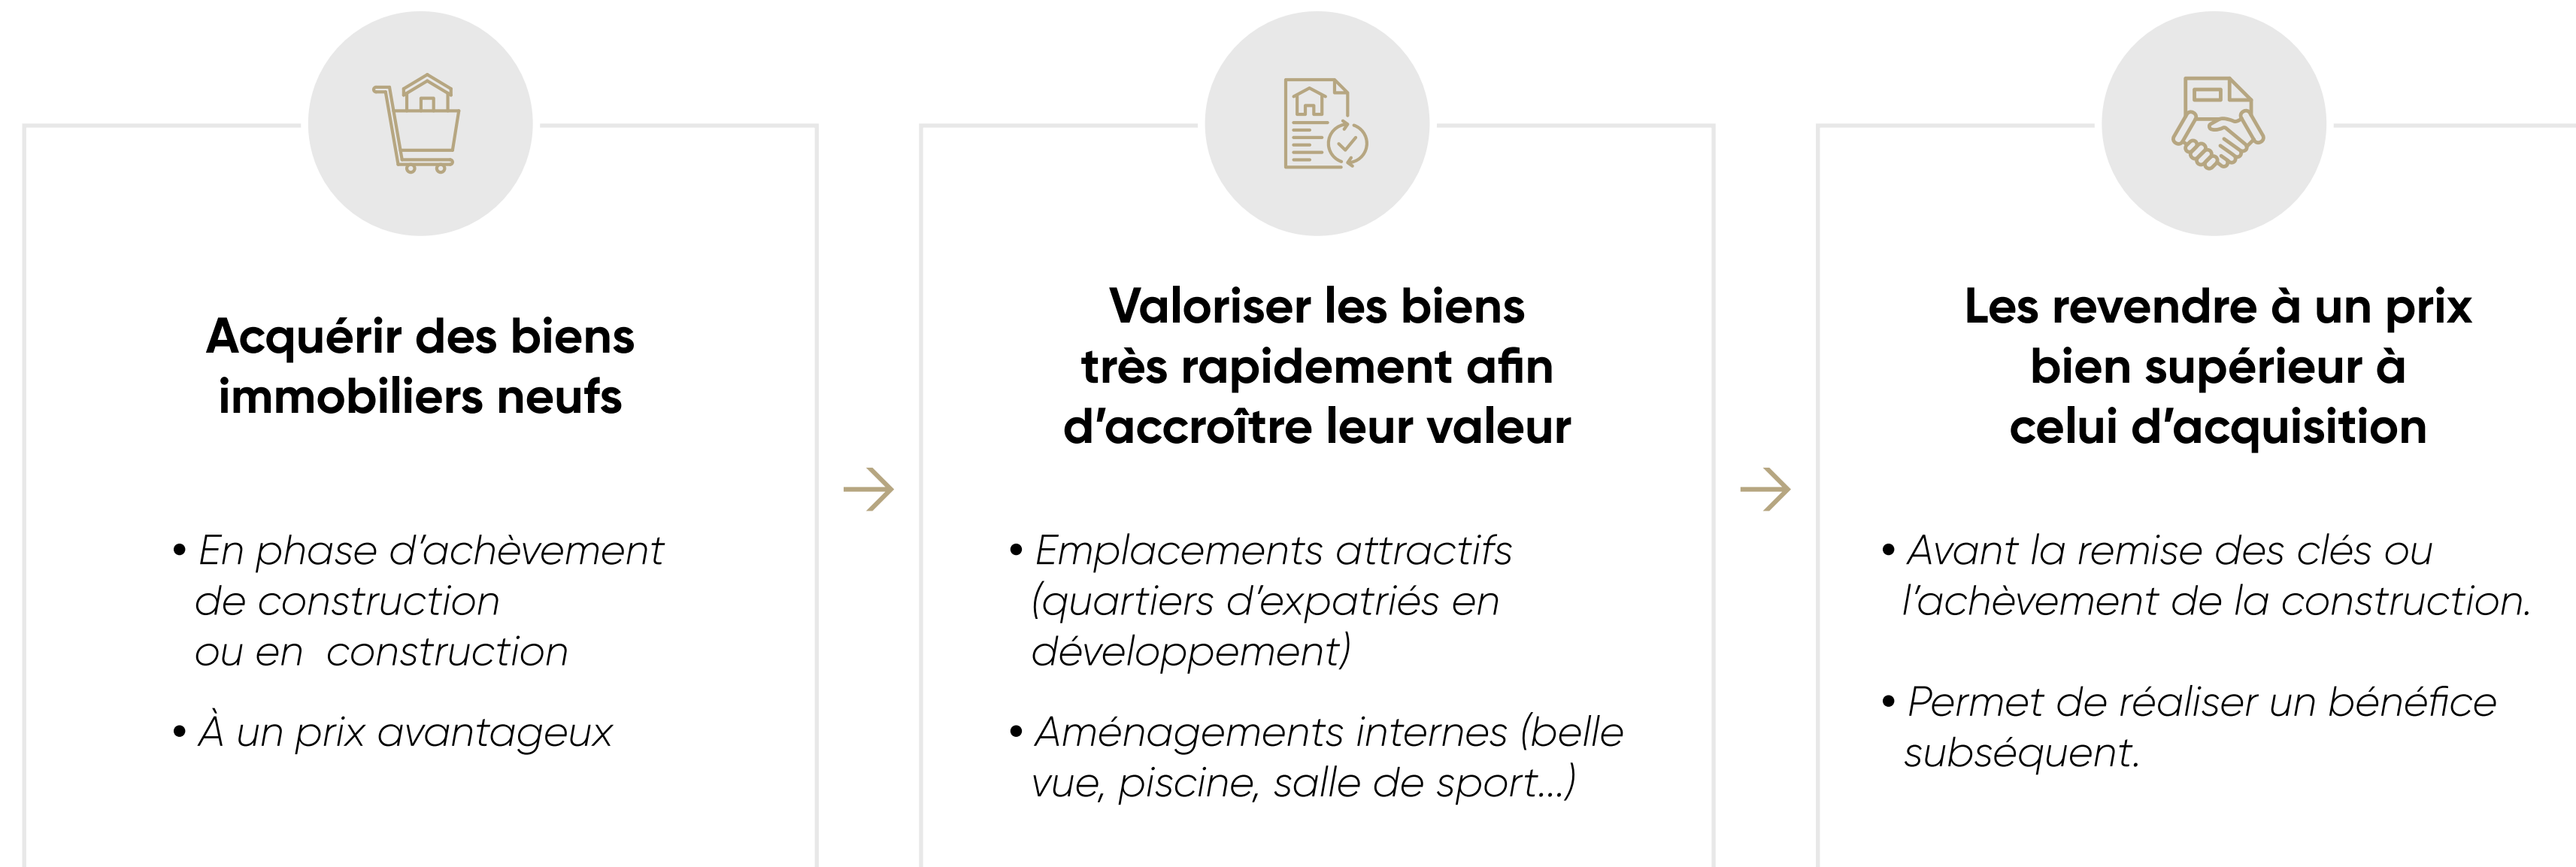 Acquérir des biens
immobiliers neufs
• En phase d’achèvement
de construction
ou en construction
• À un prix avantageux
Valoriser les biens
très rapidement afin
d’accroître leur valeur
• Emplacements attractifs
(quartiers d’expatriés en
développement)
• Aménagements internes (belle
vue, piscine, salle de sport...)
Les revendre à un prix
bien supérieur à
celui d’acquisition
• Avant la remise des clés ou
l’achèvement de la construction.
• Permet de réaliser un bénéfice
subséquent.